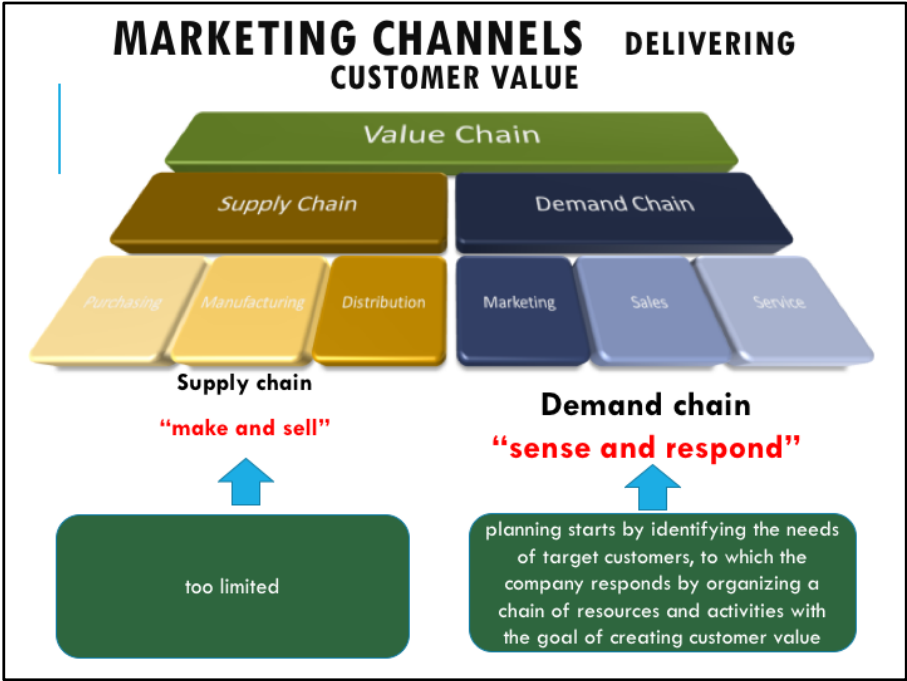 MARKETING CHANNELS DELIVERING
CUSTOMER VALUE
Value Chain
Supply Chain
Demand Chain
Purchasing
Manufacturing
Distribution
Marketing
Sales
Service
Supply chain
“make and sell”
Demand chain
“sense and respond”
too limited
planning starts by identifying the needs
of target customers, to which the
company responds by organizing a
chain of resources and activities with
the goal of creating customer value